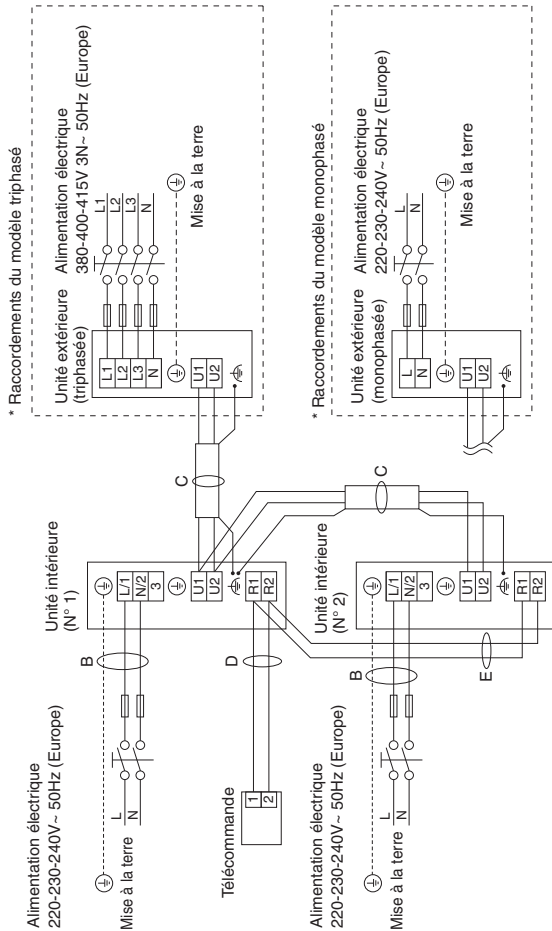 Alimentation électrique
220-230-240V ~ 50Hz (Europe)
L
N
Mise à la terre
B
Unité intérieure
(N° 1)
L/1
N/2
3
U1
U2
R1
R2
Télécommande
1
2
D
C
* Raccordements du modèle triphasé
Unité extérieure
(triphasée)
Alimentation électrique
380-400-415V 3N~ 50Hz (Europe)
L1
L2
L3
N
L1
L2
L3
N
Mise à la terre
U1
U2
Alimentation électrique
220-230-240V ~ 50Hz (Europe)
L
N
Mise à la terre
B
E
Unité intérieure
(N° 2)
L/1
N/2
3
U1
U2
R1
R2
C
* Raccordements du modèle monophasé
Unité extérieure
(monophasée)
Alimentation électrique
220-230-240V ~ 50Hz (Europe)
L
N
L
N
Mise à la terre
U1
U2